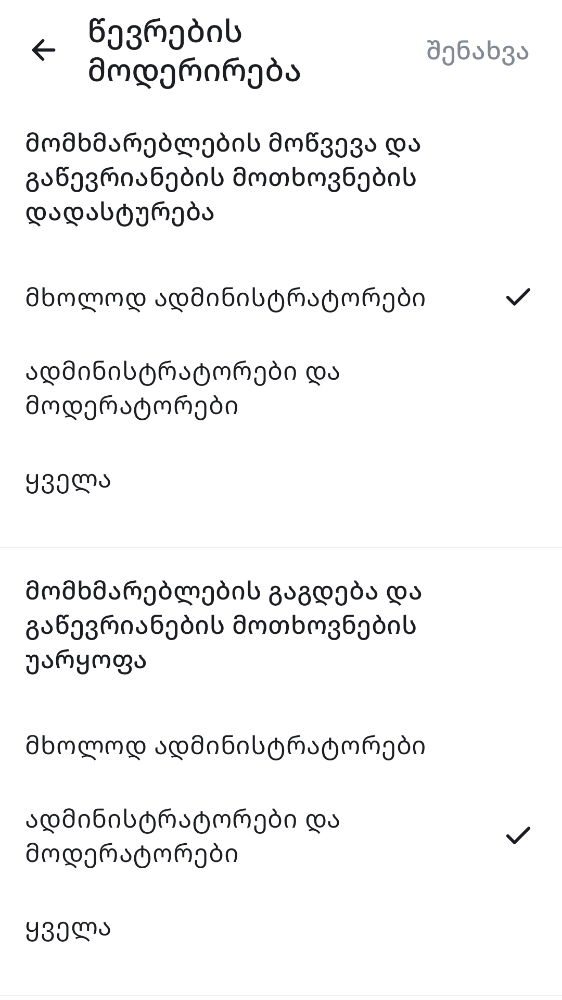 წევრების
მოდერირება
შენახვა
მომხმარებლების მოწვევა და
გაწევრიანების მოთხოვნების
დადასტურება
მხოლოდ ადმინისტრატორები
ადმინისტრატორები და
მოდერატორები
ყველა
მომხმარებლების გაგდება და
გაწევრიანების მოთხოვნების
უარყოფა
მხოლოდ ადმინისტრატორები
ადმინისტრატორები და
მოდერატორები
ყველა